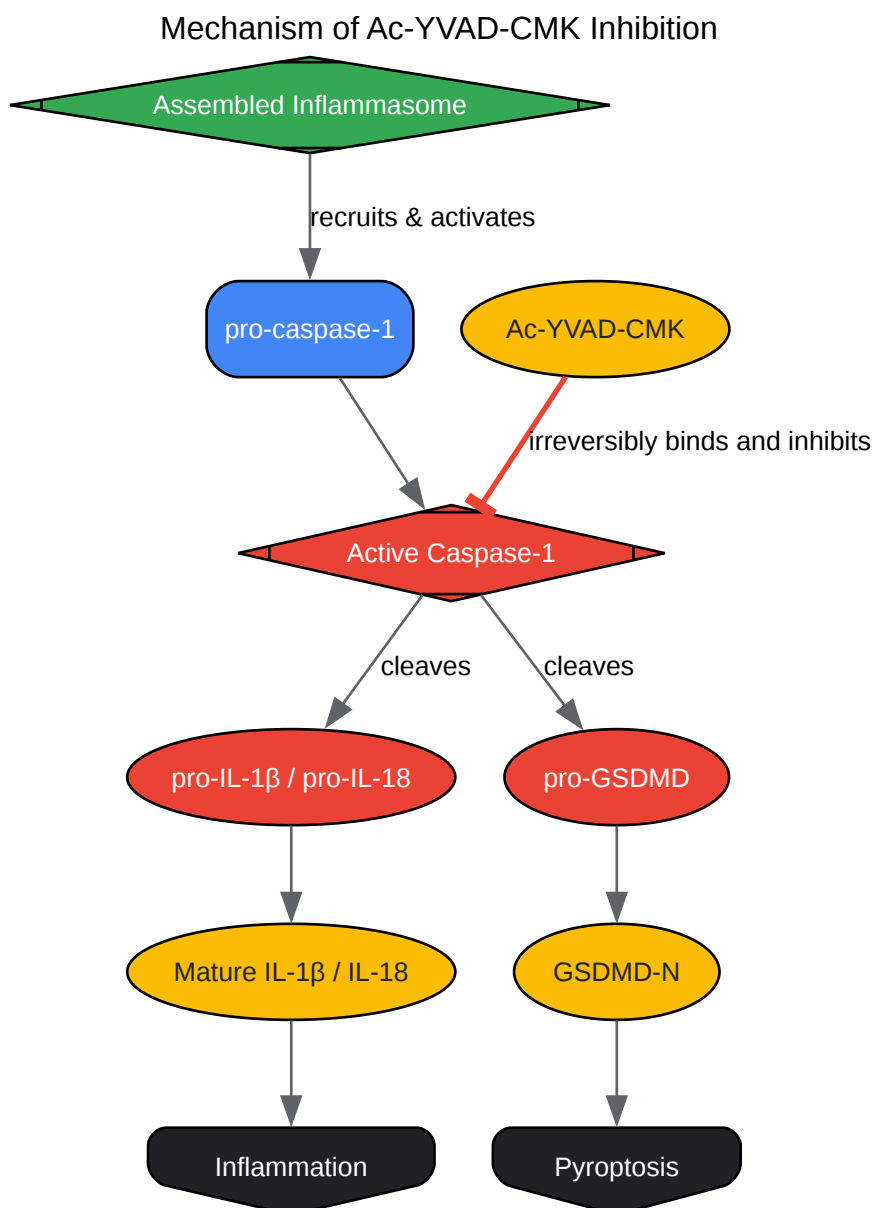 Mechanism of Ac-YVAD-CMK Inhibition
Assembled Inflammasome
recruits & activates
pro-caspase-1
Ac-YVAD-CMK
irreversibly binds and inhibits
Active Caspase-1
cleaves
cleaves
pro-IL-1β / pro-IL-18
pro-GSDMD
Mature IL-1β / IL-18
GSDMD-N
Inflammation
Pyroptosis